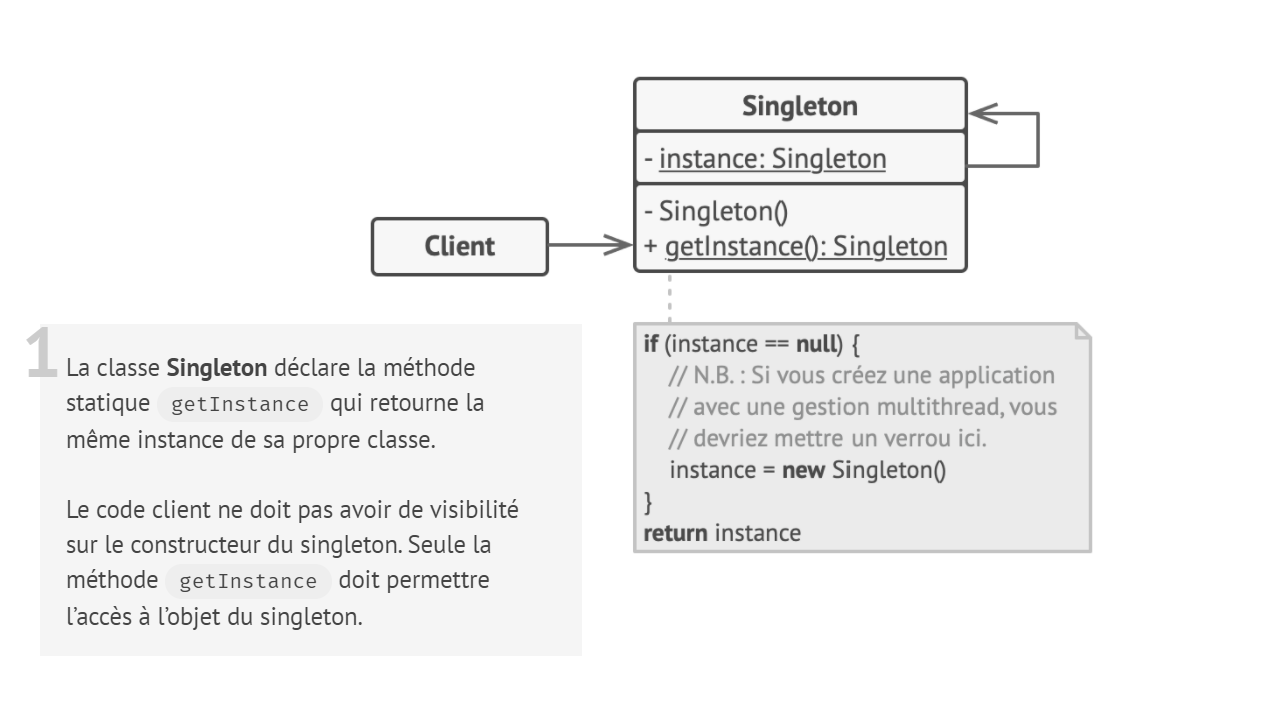 Singleton
- instance: Singleton
- Singleton()
+ getInstance(): Singleton
Client
1
La classe Singleton déclare la méthode
statique getInstance qui retourne la
même instance de sa propre classe.
Le code client ne doit pas avoir de visibilité
sur le constructeur du singleton. Seule la
méthode getInstance doit permettre
l’accès à l’objet du singleton.
if (instance == null) {
// N.B. : Si vous créez une application
// avec une gestion multithread, vous
// devriez mettre un verrou ici.
instance = new Singleton()
}
return instance